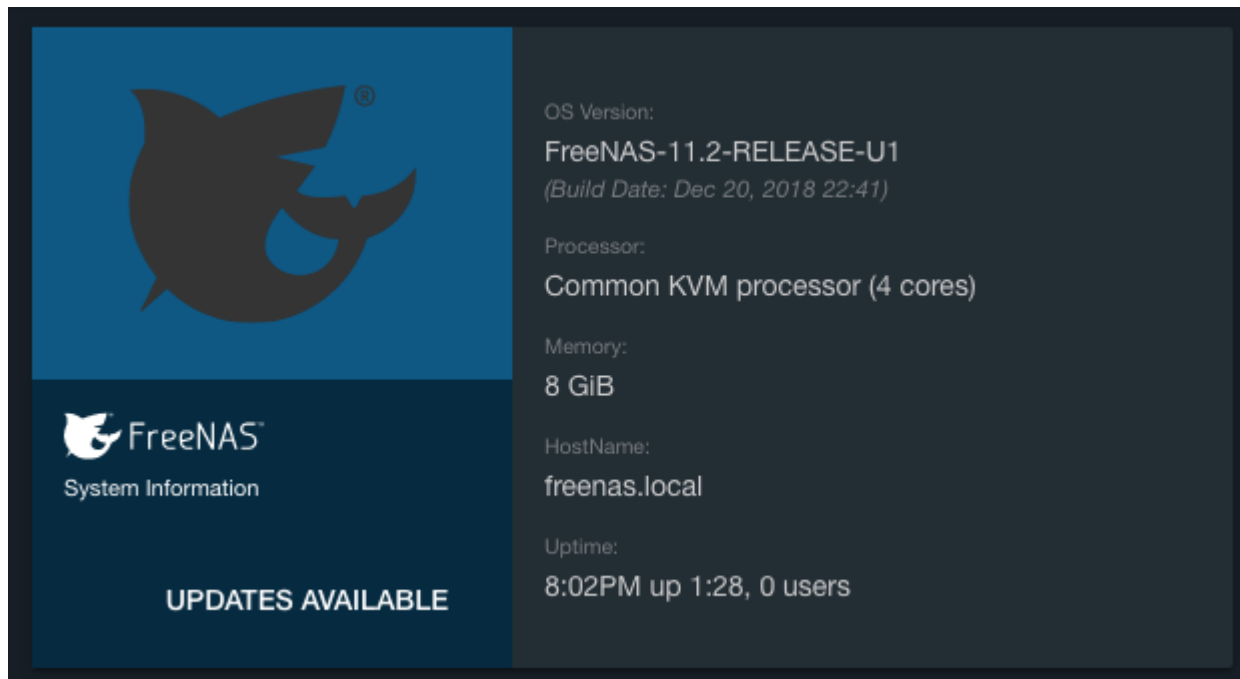 ®
FreeNAS™
System Information
UPDATES AVAILABLE
OS Version:
FreeNAS-11.2-RELEASE-U1
(Build Date: Dec 20, 2018 22:41)
Processor:
Common KVM processor (4 cores)
Memory:
8 GiB
HostName:
freenas.local
Uptime:
8:02PM up 1:28, 0 users